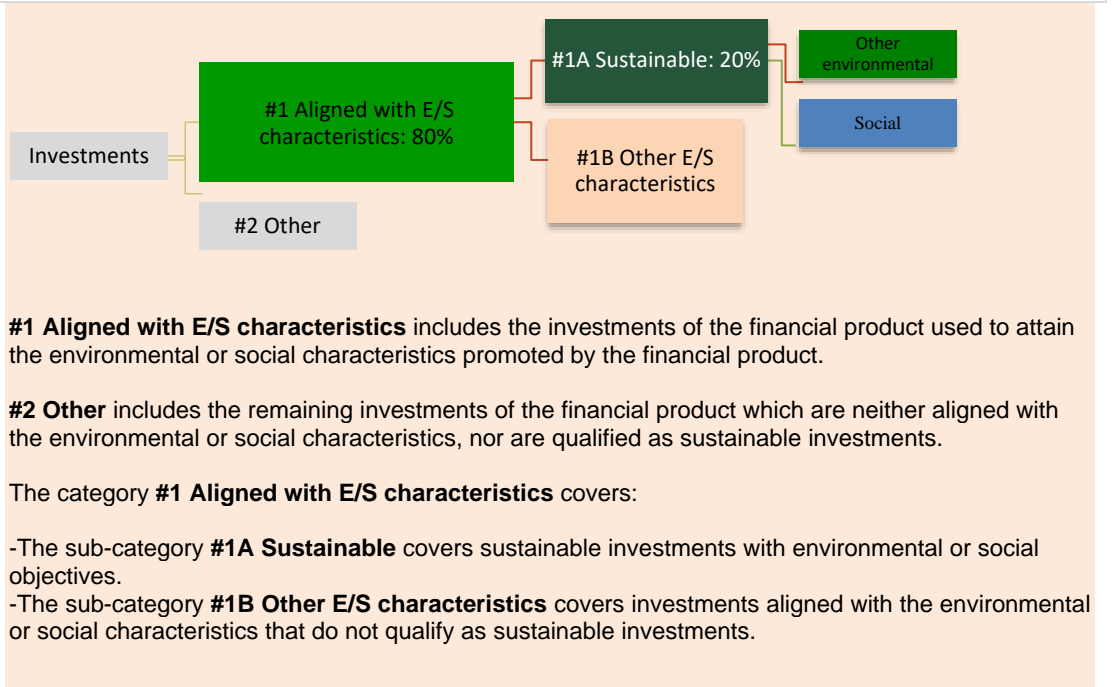 Investments
#1 Aligned with E/S
characteristics: 80%
#2 Other
#1A Sustainable: 20%
#1B Other E/S
characteristics
Other
environmental
Social
#1 Aligned with E/S characteristics includes the investments of the financial product used to attain
the environmental or social characteristics promoted by the financial product.
#2 Other includes the remaining investments of the financial product which are neither aligned with
the environmental or social characteristics, nor are qualified as sustainable investments.
The category #1 Aligned with E/S characteristics covers:
-The sub-category #1A Sustainable covers sustainable investments with environmental or social
objectives.
-The sub-category #1B Other E/S characteristics covers investments aligned with the environmental
or social characteristics that do not qualify as sustainable investments.